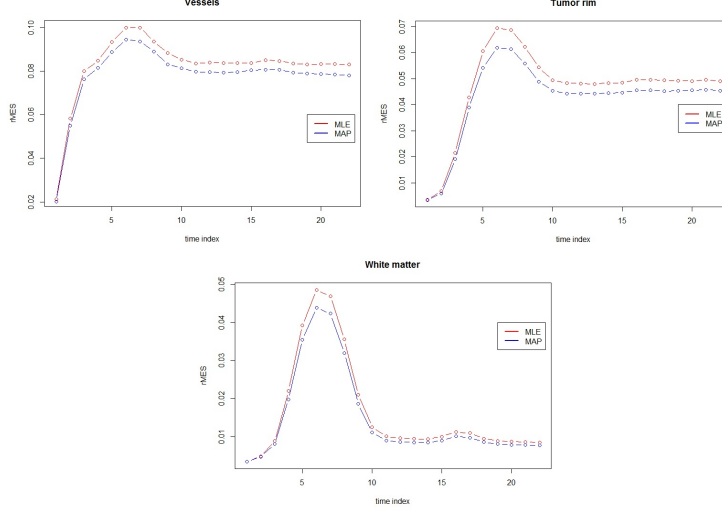 Vessels
Tumor rim
rMES
0.02 0.04 0.06 0.08 0.10
MLE
MAP
5 10 15 20
time index
rMES
0.01 0.02 0.03 0.04 0.05 0.06 0.07
MLE
MAP
5 10 15 20
time index
White matter
rMES
0.01 0.02 0.03 0.04 0.05
MLE
MAP
5 10 15 20
time index